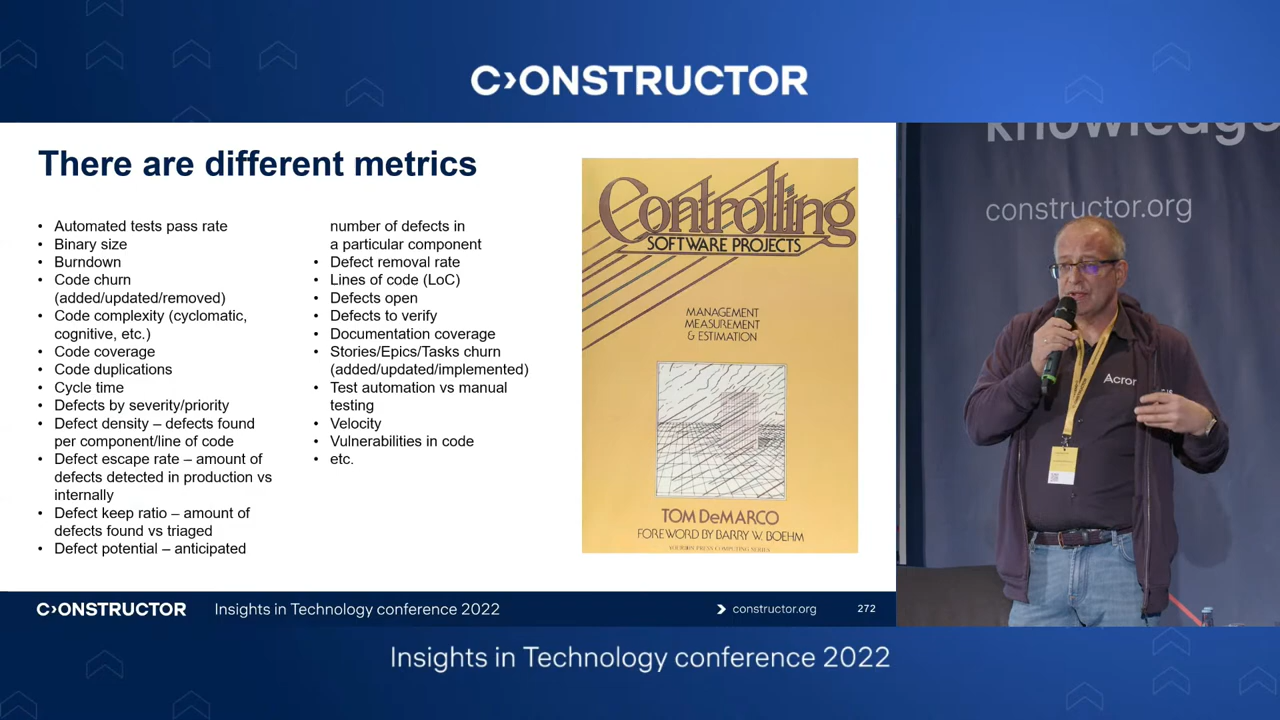 C›ONSTRUCTOR
There are different metrics
• Automated tests pass rate
• Binary size
• Burndown
• Code churn
(added/updated/removed)
• Code complexity (cyclomatic,
cognitive, etc.)
• Code coverage
• Code duplications
• Cycle time
• Defects by severity/priority
• Defect density – defects found
per component/line of code
• Defect escape rate – amount of
defects detected in production vs
internally
• Defect keep ratio – amount of
defects found vs triaged
• Defect potential – anticipated
number of defects in
a particular component
• Defect removal rate
• Lines of code (LoC)
• Defects open
• Defects to verify
• Documentation coverage
• Stories/Epics/Tasks churn
(added/updated/implemented)
• Test automation vs manual
testing
• Velocity
• Vulnerabilities in code
• etc.
Controlling
SOFTWARE PROJECTS
MANAGEMENT
MEASUREMENT
& ESTIMATION
TOM DeMARCO
FOREWORD BY BARRY W. BOEHM
YOURDON PRESS COMPUTING SERIES
knowledge
constructor.org
Acron
C›ONSTRUCTOR
Insights in Technology conference 2022
constructor.org
272
Insights in Technology conference 2022